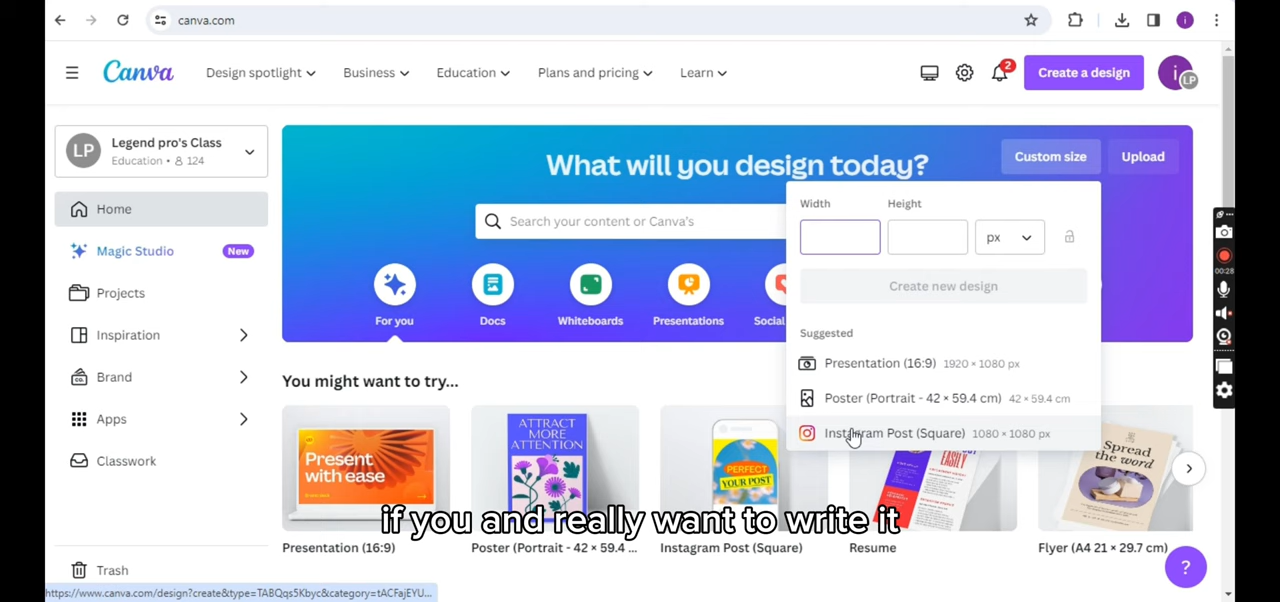 canva.com
Canva
Design spotlight
Business
Education
Plans and pricing
Learn
2
Create a design
i
LP
LP
Legend pro's Class
Education • 124
Home
Magic Studio
New
Projects
Inspiration
Brand
Apps
Classwork
Trash
What will you design today?
Custom size
Upload
Search your content or Canva's
Width
Height
px
Create new design
Suggested
Presentation (16:9) 1920 × 1080 px
Poster (Portrait - 42 × 59.4 cm) 42 × 59.4 cm
Instagram Post (Square) 1080 × 1080 px
For you
Docs
Whiteboards
Presentations
Social
You might want to try...
Present
with ease
ATTRACT
MORE
ATTENTION
PERFECT
YOUR POST
EASILY
Spread
the word
if you and really want to write it
Presentation (16:9)
Poster (Portrait - 42 × 59.4 ...
Instagram Post (Square)
Resume
Flyer (A4 21 × 29.7 cm)
?
00:28
https://www.canva.com/design?create&type=TABQqs5Kbyc&category=tACFajEYU...